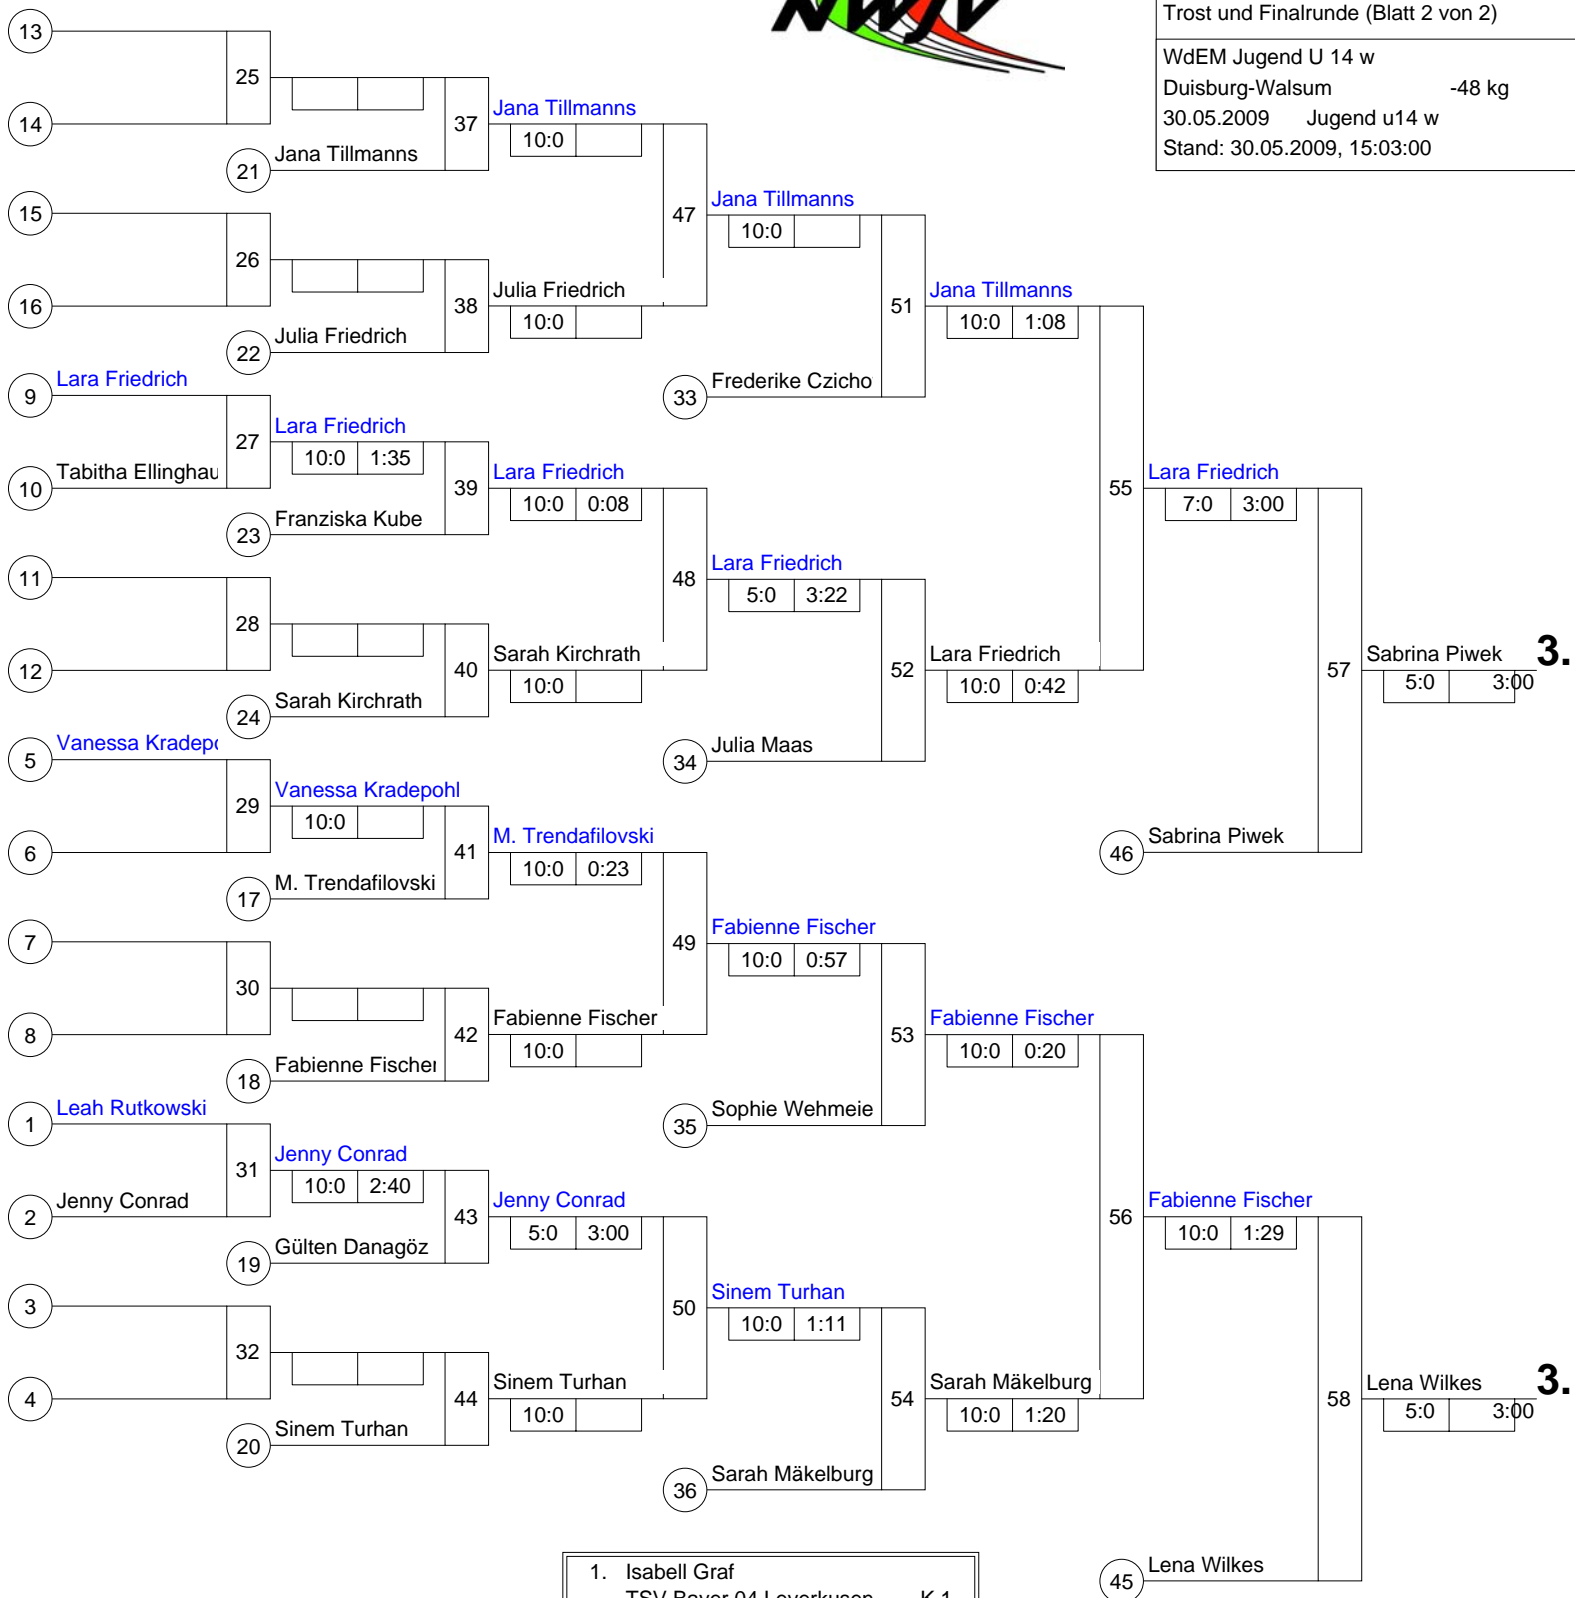 NWJV
Trost und Finalrunde (Blatt 2 von 2)
WdEM Jugend U 14 w
Duisburg-Walsum -48 kg
30.05.2009 Jugend u14 w
Stand: 30.05.2009, 15:03:00
13
25
14
37
Jana Tillmanns
10:0
21
Jana Tillmanns
15
47
Jana Tillmanns
10:0
26
16
38
Julia Friedrich
10:0
22
Julia Friedrich
51
Jana Tillmanns
10:0 1:08
33
Frederike Czicho
9
Lara Friedrich
27
Lara Friedrich
10:0 1:35
10
Tabitha Ellinghau
39
Lara Friedrich
10:0 0:08
23
Franziska Kube
55
Lara Friedrich
7:0 3:00
11
48
Lara Friedrich
5:0 3:22
28
12
40
Sarah Kirchrath
10:0
24
Sarah Kirchrath
52
Lara Friedrich
10:0 0:42
34
Julia Maas
57
Sabrina Piwek
3.
5:0 3:00
5
Vanessa Kradepo
29
Vanessa Kradepohl
10:0
6
41
M. Trendafilovski
10:0 0:23
17
M. Trendafilovski
46
Sabrina Piwek
7
49
Fabienne Fischer
10:0 0:57
30
8
42
Fabienne Fischer
10:0
18
Fabienne Fischer
53
Fabienne Fischer
10:0 0:20
35
Sophie Wehmeie
1
Leah Rutkowski
31
Jenny Conrad
10:0 2:40
2
Jenny Conrad
43
Jenny Conrad
5:0 3:00
19
Gülten Danagöz
56
Fabienne Fischer
10:0 1:29
3
50
Sinem Turhan
10:0 1:11
32
4
44
Sinem Turhan
10:0
20
Sinem Turhan
54
Sarah Mäkelburg
10:0 1:20
36
Sarah Mäkelburg
58
Lena Wilkes
3.
5:0 3:00
45
Lena Wilkes
1. Isabell Graf
TSV Bayer 04 Leverkusen K 1